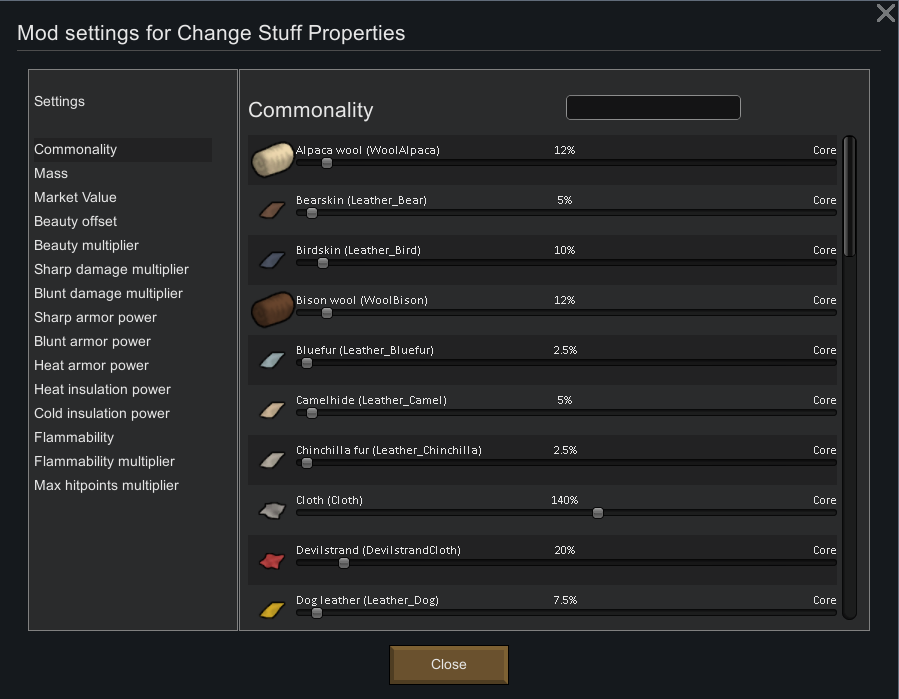 Mod settings for Change Stuff Properties
Settings
Commonality
Mass
Market Value
Beauty offset
Beauty multiplier
Sharp damage multiplier
Blunt damage multiplier
Sharp armor power
Blunt armor power
Heat armor power
Heat insulation power
Cold insulation power
Flammability
Flammability multiplier
Max hitpoints multiplier
Commonality
Alpaca wool (WoolAlpaca) 12% Core
Bearskin (Leather_Bear) 5% Core
Birdskin (Leather_Bird) 10% Core
Bison wool (WoolBison) 12% Core
Bluefur (Leather_Bluefur) 2.5% Core
Camelhide (Leather_Camel) 5% Core
Chinchilla fur (Leather_Chinchilla) 2.5% Core
Cloth (Cloth) 140% Core
Devilstrand (DevilstrandCloth) 20% Core
Dog leather (Leather_Dog) 7.5% Core
Close